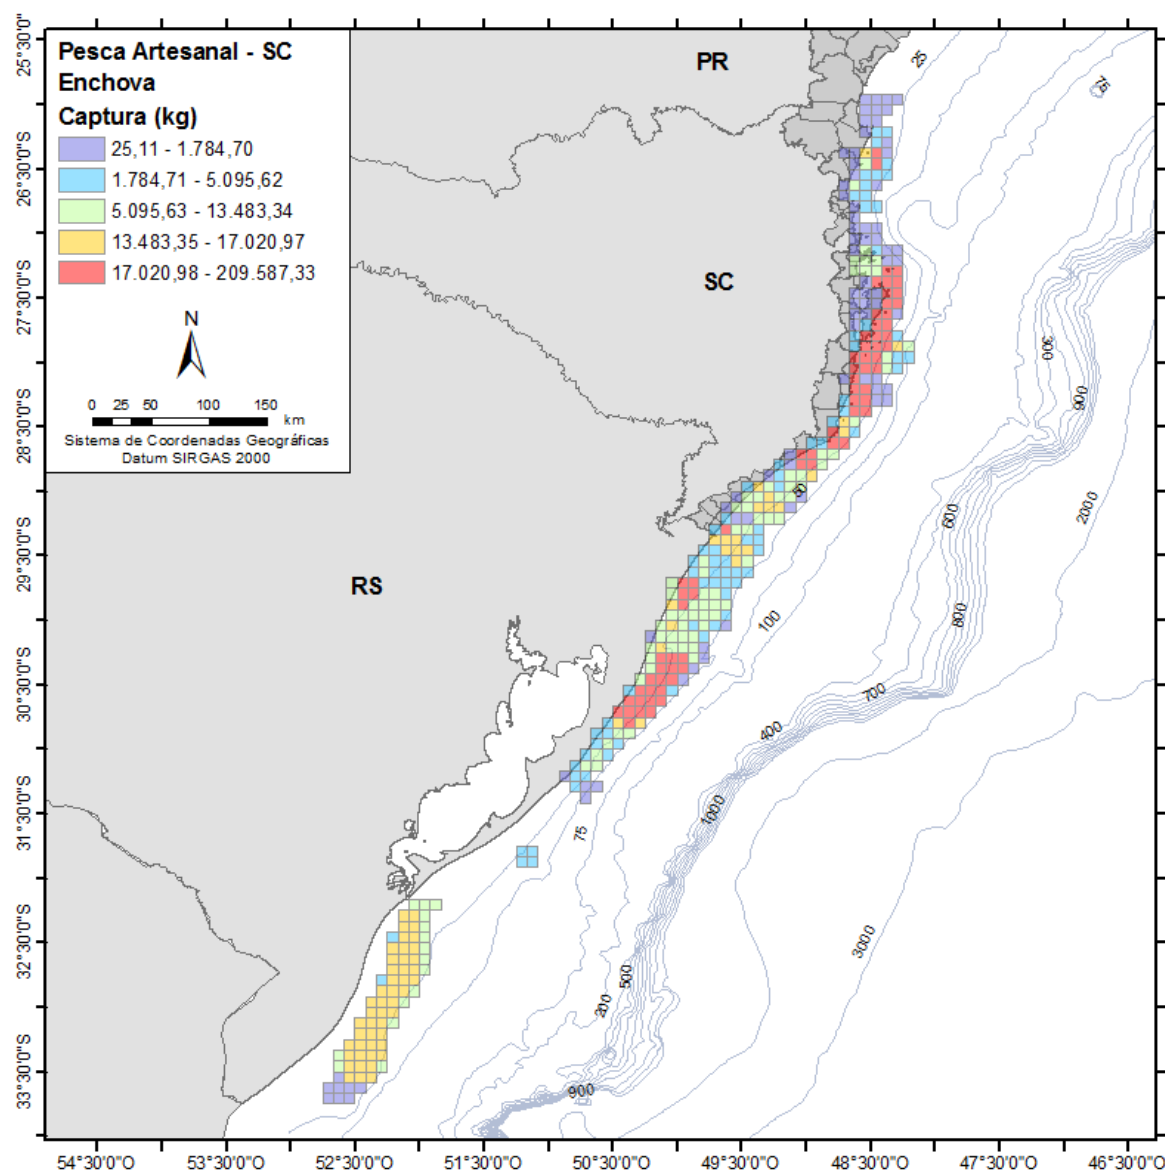 Pesca Artesanal - SC
Enchova
Captura (kg)
25,11 - 1.784,70
1.784,71 - 5.095,62
5.095,63 - 13.483,34
13.483,35 - 17.020,97
17.020,98 - 209.587,33
N
0 25 50 100 150
km
Sistema de Coordenadas Geográficas
Datum SIRGAS 2000
PR
SC
RS
25
75
300
900
50
600
2000
100
800
700
400
1000
75
3000
500
200
900
25°30'0"S
26°30'0"S
27°30'0"S
28°30'0"S
29°30'0"S
30°30'0"S
31°30'0"S
32°30'0"S
33°30'0"S
54°30'0"O
53°30'0"O
52°30'0"O
51°30'0"O
50°30'0"O
49°30'0"O
48°30'0"O
47°30'0"O
46°30'0"O